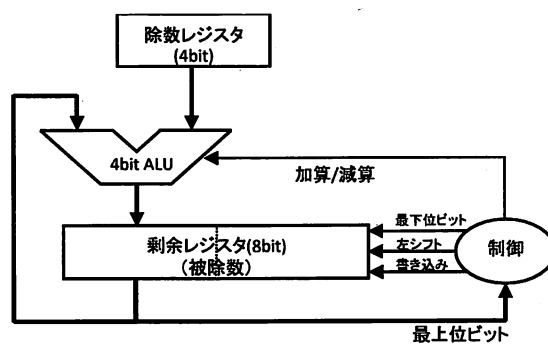 除数レジスタ
(4bit)
4bit ALU
加算/減算
最下位ビット
剰余レジスタ(8bit)
(被除数)
左シフト
書き込み
制御
最上位ビット